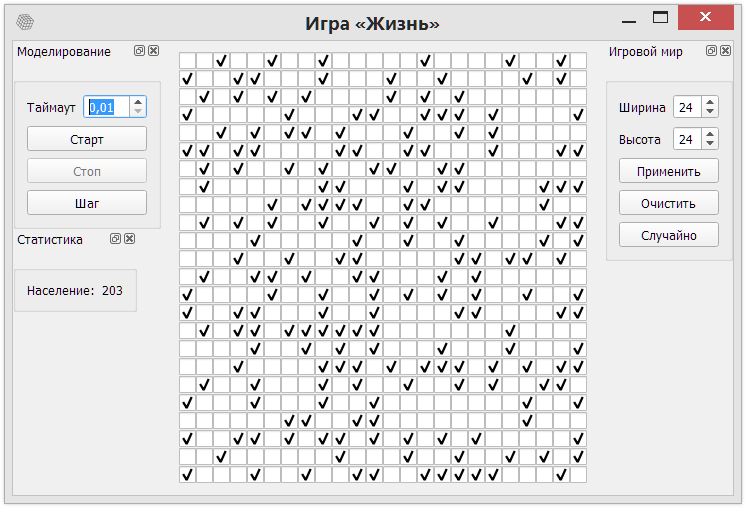 Игра «Жизнь»
Моделирование
Таймаут 0,01
Старт
Стоп
Шаг
Статистика
Население: 203
Игровой мир
Ширина 24
Высота 24
Применить
Очистить
Случайно